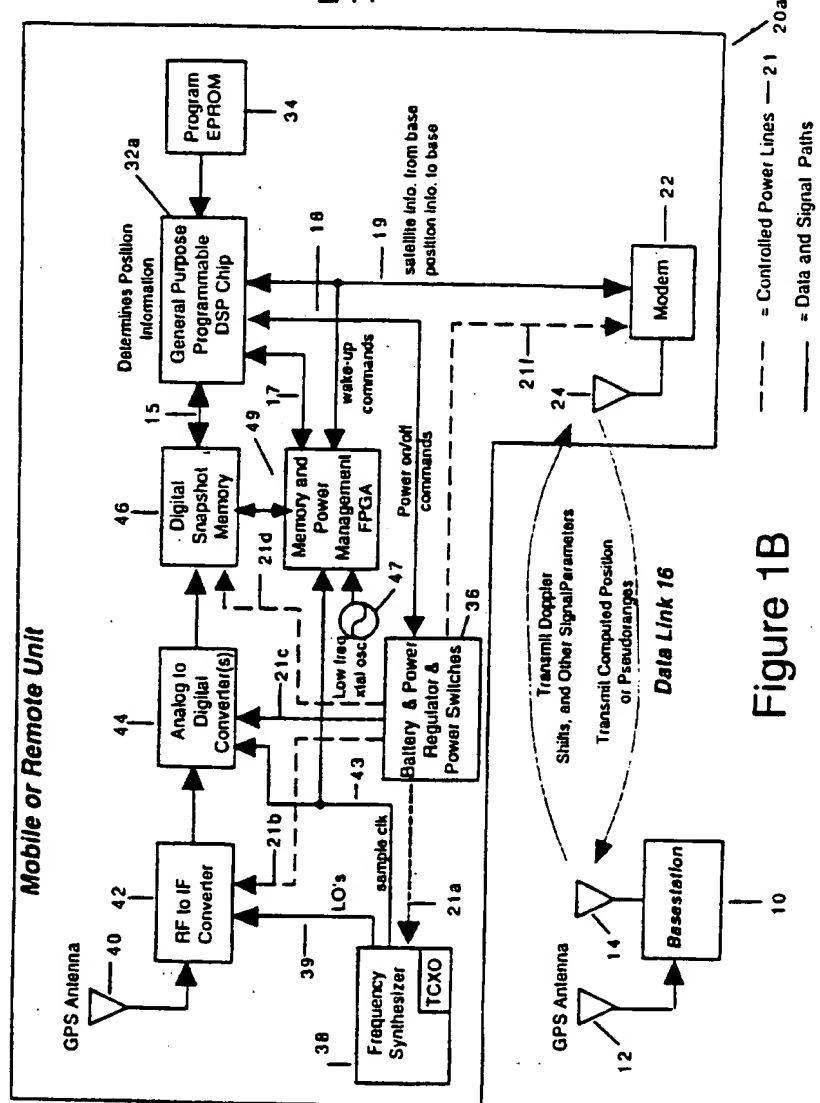 Mobile or Remote Unit
GPS Antenna
40
42
RF to IF
Converter
44
Analog to
Digital
Converter(s)
46
Digital
Snapshot
Memory
15
Determines Position
Information
32a
General Purpose
Programmable
DSP Chip
Program
EPROM
34
39
LO's
21b
43
sample clk
21c
21d
49
Memory and
Power
Management
FPGA
17
wake-up
commands
18
19
satellite info. from base
position info. to base
38
Frequency
Synthesizer
TCXO
21a
Low freq
xtal osc
47
Battery & Power
Regulator &
Power Switches
36
Power on/off
commands
21f
24
Modem
22
20a
GPS Antenna
12
14
Basestation
10
Transmit Doppler
Shifts, and Other SignalParameters
Transmit Computed Position
or Pseudoranges
Data Link 16
= Controlled Power Lines — 21
= Data and Signal Paths
Figure 1B